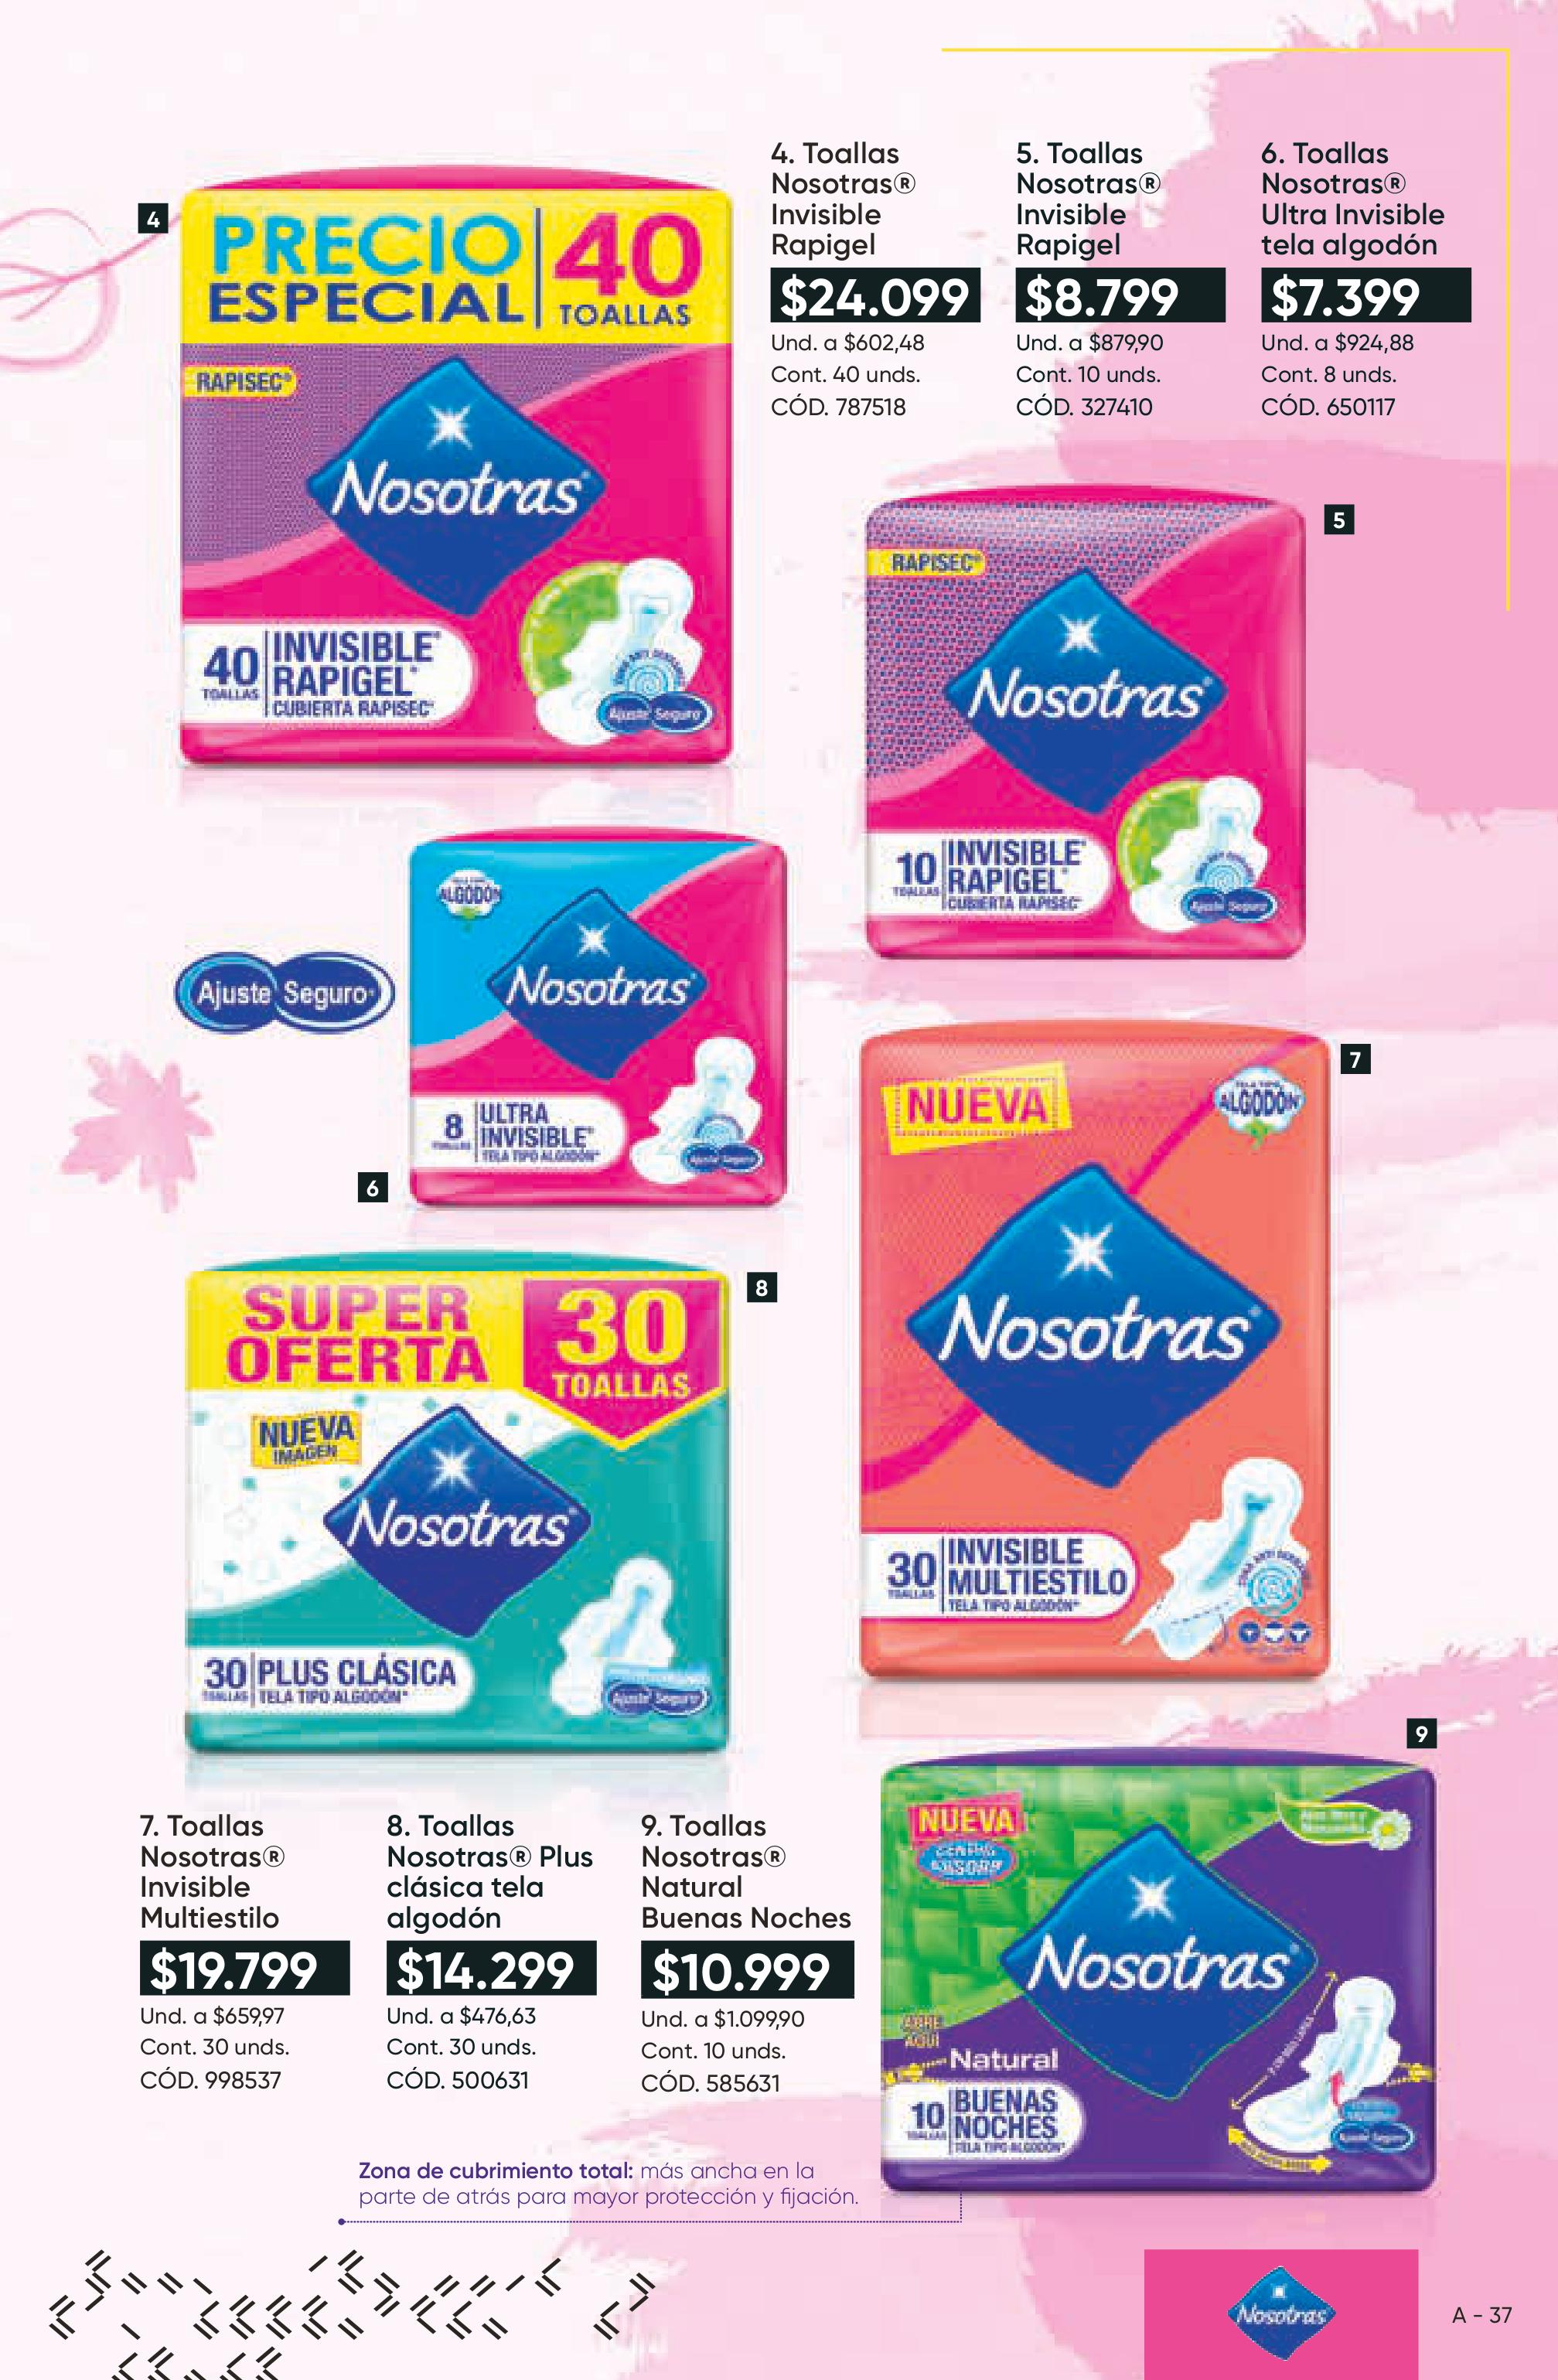 4. Toallas
Nosotras®
Invisible
Rapigel
$24.099
Und. a $602,48
Cont. 40 unds.
CÓD. 787518
5. Toallas
Nosotras®
Invisible
Rapigel
$8.799
Und. a $879,90
Cont. 10 unds.
CÓD. 327410
6. Toallas
Nosotras®
Ultra Invisible
tela algodón
$7.399
Und. a $924,88
Cont. 8 unds.
CÓD. 650117
4
PRECIO
ESPECIAL
40
TOALLAS
RAPISEC®
Nosotras®
40
TOALLAS
INVISIBLE®
RAPIGEL®
CUBIERTA RAPISEC®
Ajuste Seguro®
5
RAPISEC®
Nosotras®
10
TOALLAS
INVISIBLE®
RAPIGEL®
CUBIERTA RAPISEC®
Ajuste Seguro®
Ajuste Seguro®
ALGODÓN
Nosotras®
8
TOALLAS
ULTRA
INVISIBLE®
TELA TIPO ALGODÓN®
Ajuste Seguro
6
7
NUEVA
TELA TIPO
ALGODÓN
Nosotras®
30
TOALLAS
INVISIBLE
MULTIESTILO
TELA TIPO ALGODÓN®
8
SUPER
OFERTA
30
TOALLAS
NUEVA
IMAGEN
Nosotras®
30
TOALLAS
PLUS CLÁSICA
TELA TIPO ALGODÓN®
Ajuste Seguro®
9
NUEVA
Nosotras®
ABRE
AQUÍ
Natural
10
TOALLAS
BUENAS
NOCHES
TELA TIPO ALGODÓN®
Ajuste Seguro
7. Toallas
Nosotras®
Invisible
Multiestilo
$19.799
Und. a $659,97
Cont. 30 unds.
CÓD. 998537
8. Toallas
Nosotras® Plus
clásica tela
algodón
$14.299
Und. a $476,63
Cont. 30 unds.
CÓD. 500631
9. Toallas
Nosotras®
Natural
Buenas Noches
$10.999
Und. a $1.099,90
Cont. 10 unds.
CÓD. 585631
Zona de cubrimiento total: más ancha en la
parte de atrás para mayor protección y fijación.
Nosotras
A - 37